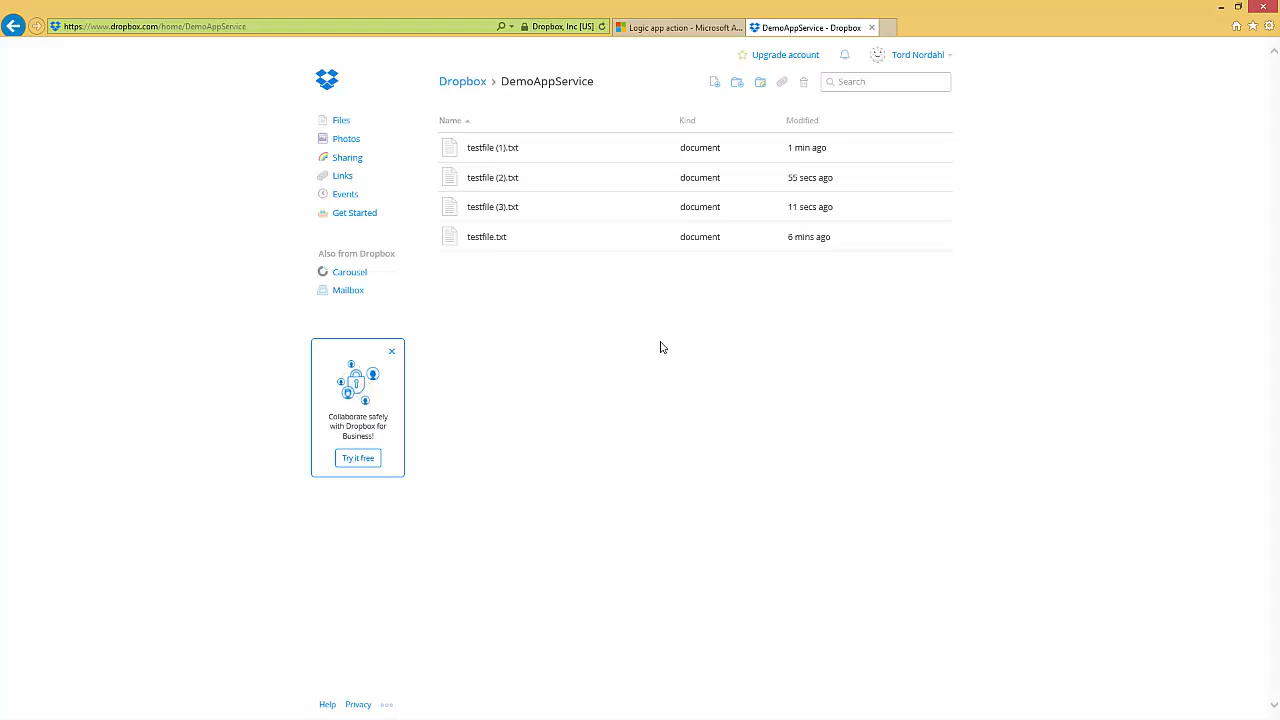 https://www.dropbox.com/home/DemoAppService
Dropbox, Inc [US]
Logic app action - Microsoft A...
DemoAppService - Dropbox
Upgrade account
Tord Nordahl
Dropbox › DemoAppService
Search
Files
Photos
Sharing
Links
Events
Get Started
Also from Dropbox
Carousel
Mailbox
Name Kind Modified
testfile (1).txt document 1 min ago
testfile (2).txt document 55 secs ago
testfile (3).txt document 11 secs ago
testfile.txt document 6 mins ago
Collaborate safely
with Dropbox for
Business!
Try it free
Help Privacy